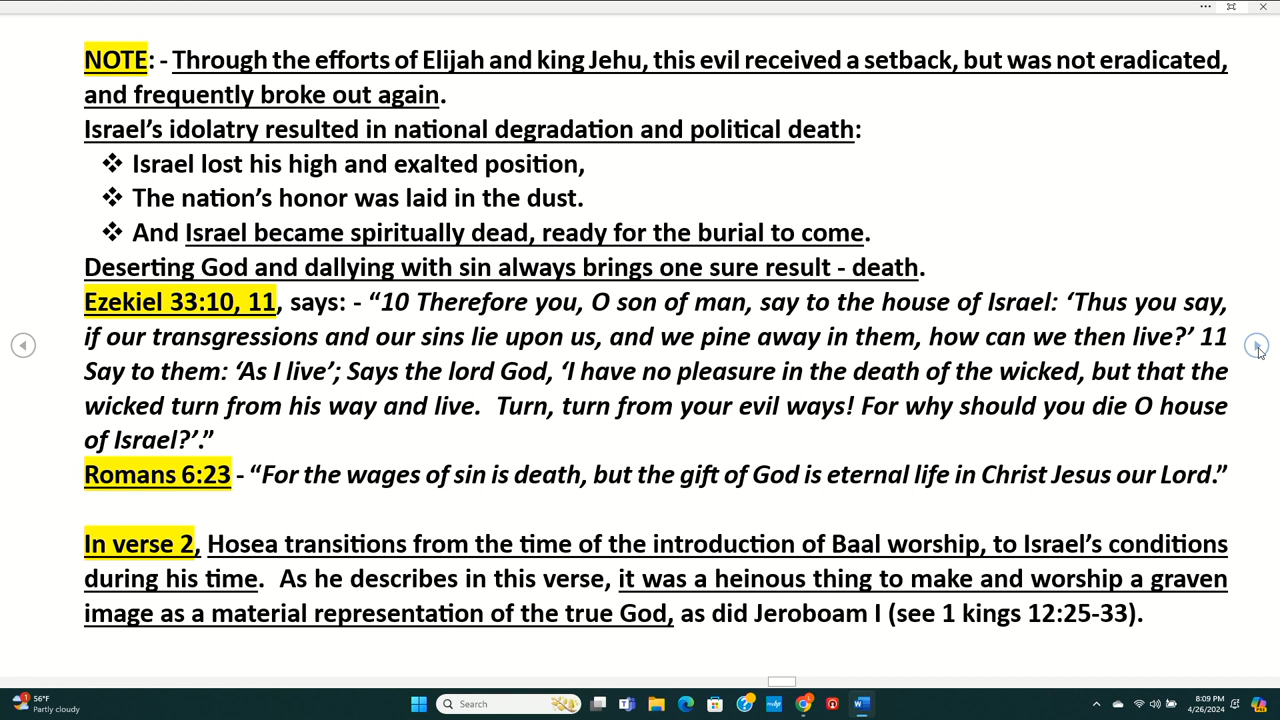 NOTE: - Through the efforts of Elijah and king Jehu, this evil received a setback, but was not eradicated,
and frequently broke out again.
Israel’s idolatry resulted in national degradation and political death:
❖ Israel lost his high and exalted position,
❖ The nation’s honor was laid in the dust.
❖ And Israel became spiritually dead, ready for the burial to come.
Deserting God and dallying with sin always brings one sure result - death.
Ezekiel 33:10, 11, says: - “10 Therefore you, O son of man, say to the house of Israel: ‘Thus you say,
if our transgressions and our sins lie upon us, and we pine away in them, how can we then live?’ 11
Say to them: ‘As I live’; Says the lord God, ‘I have no pleasure in the death of the wicked, but that the
wicked turn from his way and live.  Turn, turn from your evil ways! For why should you die O house
of Israel?’.”
Romans 6:23 - “For the wages of sin is death, but the gift of God is eternal life in Christ Jesus our Lord.”
In verse 2, Hosea transitions from the time of the introduction of Baal worship, to Israel’s conditions
during his time.  As he describes in this verse, it was a heinous thing to make and worship a graven
image as a material representation of the true God, as did Jeroboam I (see 1 kings 12:25-33).
1
56°F
Partly cloudy
Search
8:09 PM
4/26/2024